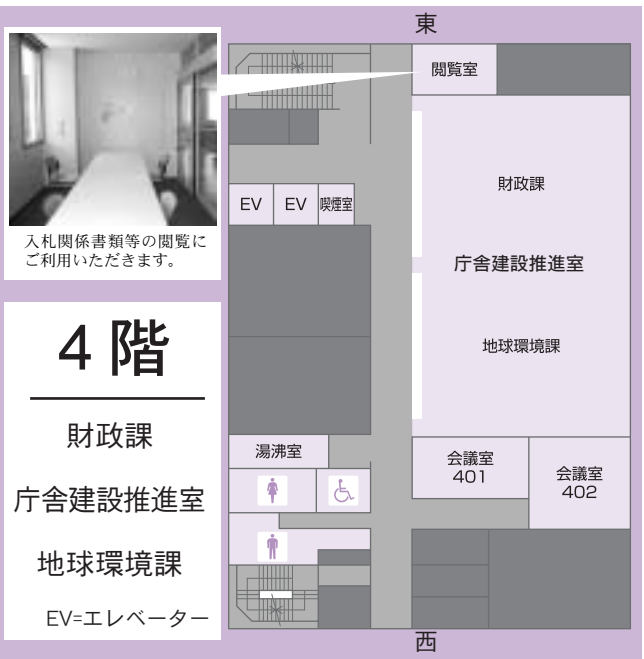 東
閲覧室
財政課
EV
EV
喫煙室
入札関係書類等の閲覧に
ご利用いただきます。
庁舎建設推進室
地球環境課
4階
財政課
庁舎建設推進室
地球環境課
EV=エレベーター
湯沸室
会議室
401
会議室
402
西